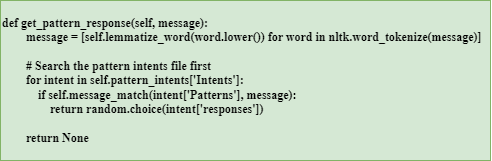 def get_pattern_response(self, message):
message = [self.lemmatize_word(word.lower()) for word in nltk.word_tokenize(message)]
# Search the pattern intents file first
for intent in self.pattern_intents['Intents']:
if self.message_match(intent['Patterns'], message):
return random.choice(intent['responses'])
return None